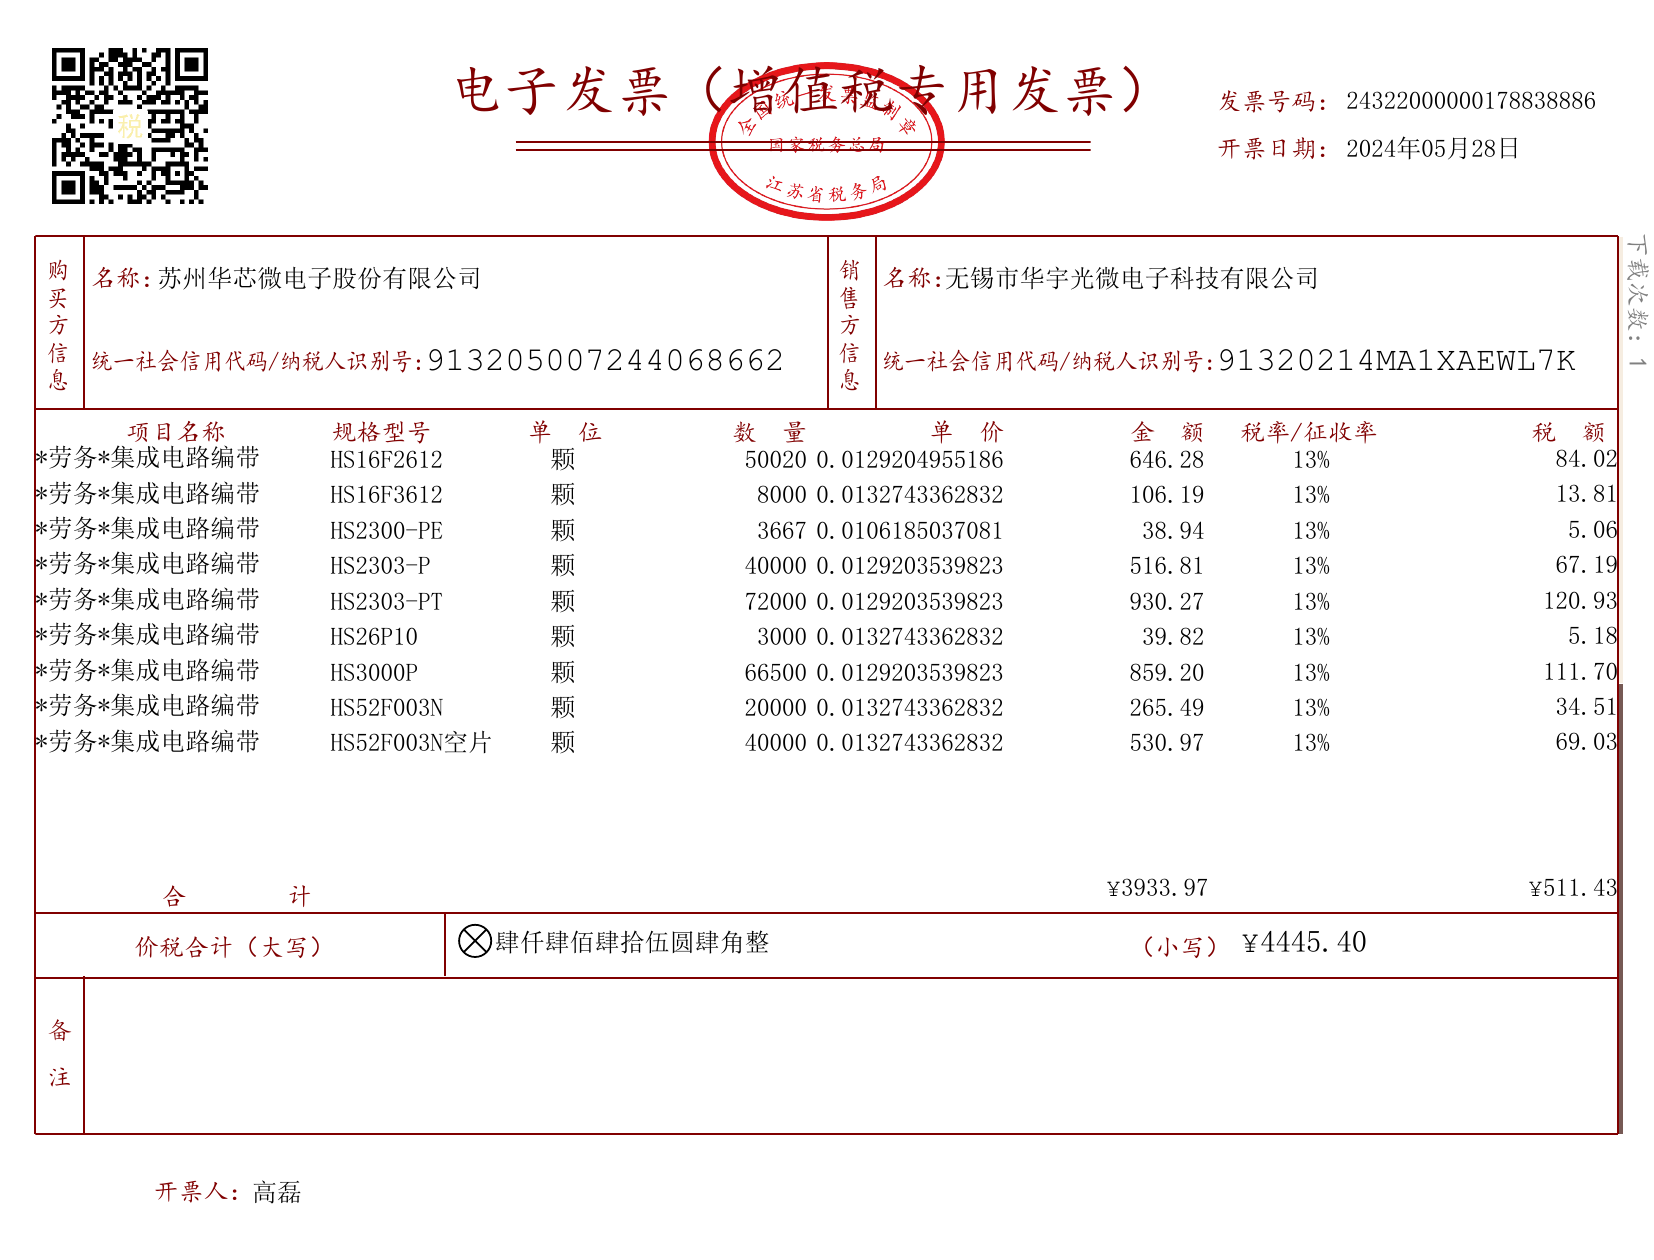 电子发票（增值税专用发票）
全国统一发票监制章
国家税务总局
江苏省税务局
税
发票号码：24322000000178838886
开票日期：2024年05月28日
下载次数：1
购买方信息
名称：苏州华芯微电子股份有限公司
统一社会信用代码/纳税人识别号：913205007244068662
销售方信息
名称：无锡市华宇光微电子科技有限公司
统一社会信用代码/纳税人识别号：91320214MA1XAEWL7K
项目名称 规格型号 单 位 数 量 单 价 金 额 税率/征收率 税 额
*劳务*集成电路编带 HS16F2612 颗 50020 0.0129204955186 646.28 13% 84.02
*劳务*集成电路编带 HS16F3612 颗 8000 0.0132743362832 106.19 13% 13.81
*劳务*集成电路编带 HS2300-PE 颗 3667 0.0106185037081 38.94 13% 5.06
*劳务*集成电路编带 HS2303-P 颗 40000 0.0129203539823 516.81 13% 67.19
*劳务*集成电路编带 HS2303-PT 颗 72000 0.0129203539823 930.27 13% 120.93
*劳务*集成电路编带 HS26P10 颗 3000 0.0132743362832 39.82 13% 5.18
*劳务*集成电路编带 HS3000P 颗 66500 0.0129203539823 859.20 13% 111.70
*劳务*集成电路编带 HS52F003N 颗 20000 0.0132743362832 265.49 13% 34.51
*劳务*集成电路编带 HS52F003N空片 颗 40000 0.0132743362832 530.97 13% 69.03
合 计 ¥3933.97 ¥511.43
价税合计（大写） ⊗肆仟肆佰肆拾伍圆肆角整 （小写） ¥4445.40
备注
开票人：高磊